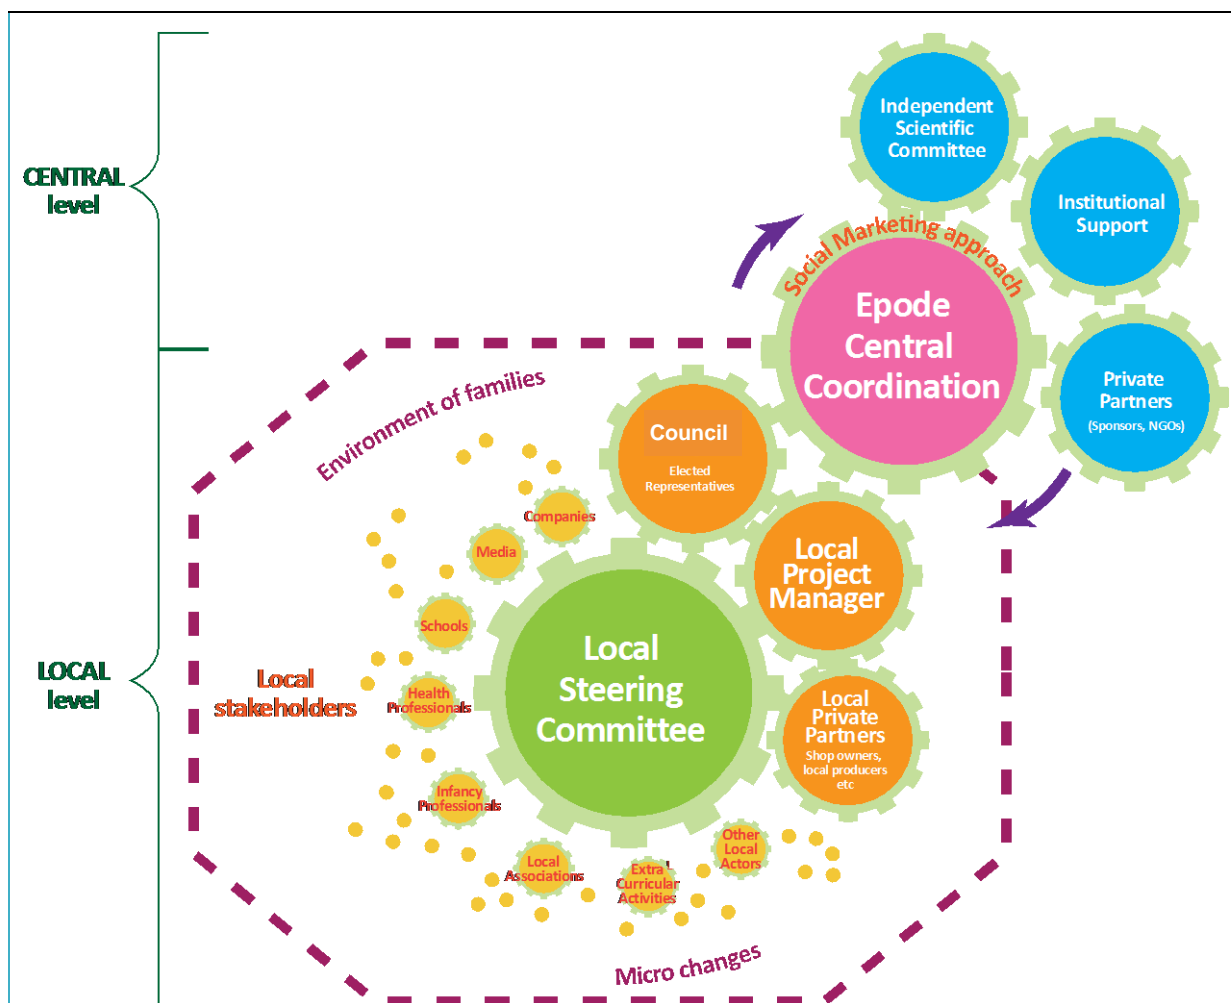 CENTRAL
level
Independent
Scientific
Committee
Institutional
Support
Social Marketing approach
Epode
Central
Coordination
Private
Partners
(Sponsors, NGOs)
Environment of families
Council
Elected
Representatives
Companies
Media
Local
Project
Manager
Schools
LOCAL
level
Local
stakeholders
Health
Professionals
Local
Steering
Committee
Local
Private
Partners
Shop owners,
local producers
etc
Infancy
Professionals
Local
Associations
Extra
Curricular
Activities
Other
Local
Actors
Micro changes